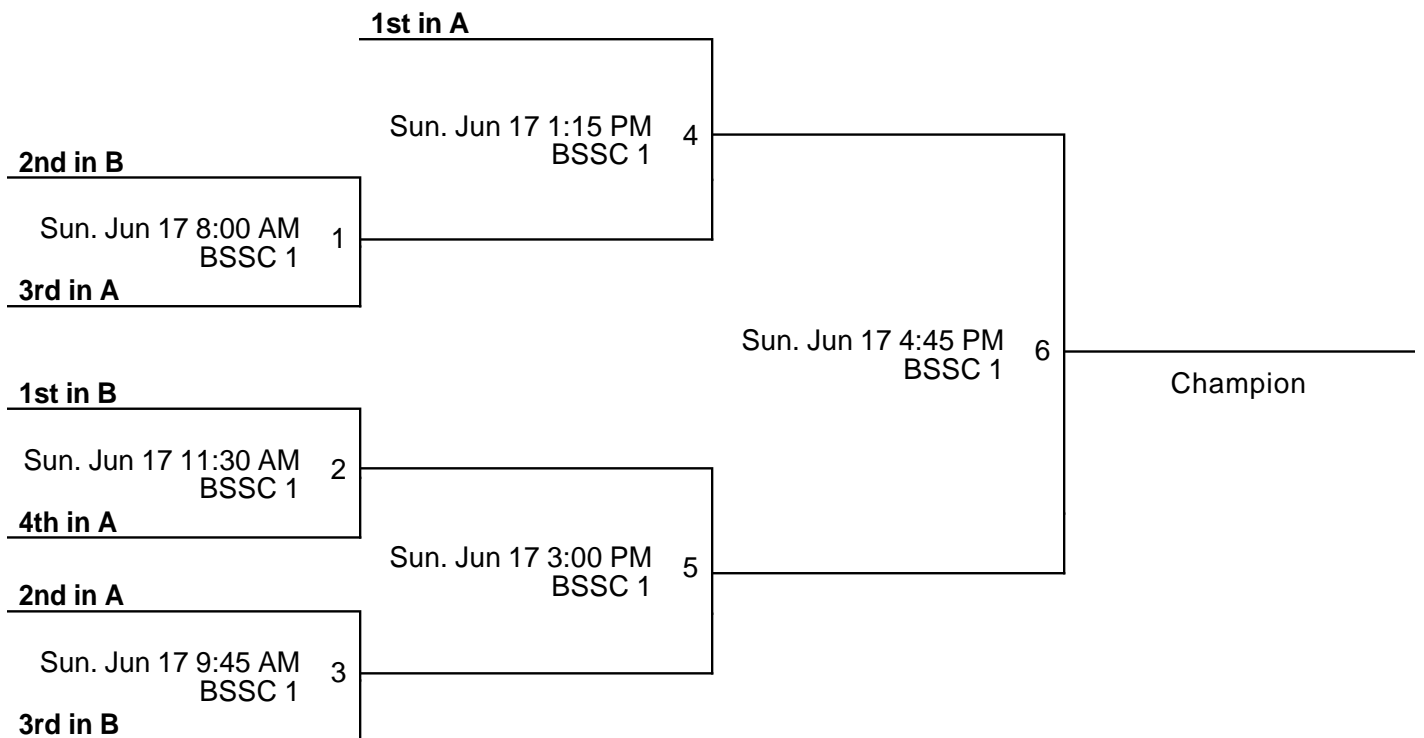 1st in A
Sun. Jun 17 1:15 PM
BSSC 1
4
2nd in B
Sun. Jun 17 8:00 AM
BSSC 1
1
3rd in A
Sun. Jun 17 4:45 PM
BSSC 1
6
Champion
1st in B
Sun. Jun 17 11:30 AM
BSSC 1
2
4th in A
Sun. Jun 17 3:00 PM
BSSC 1
5
2nd in A
Sun. Jun 17 9:45 AM
BSSC 1
3
3rd in B